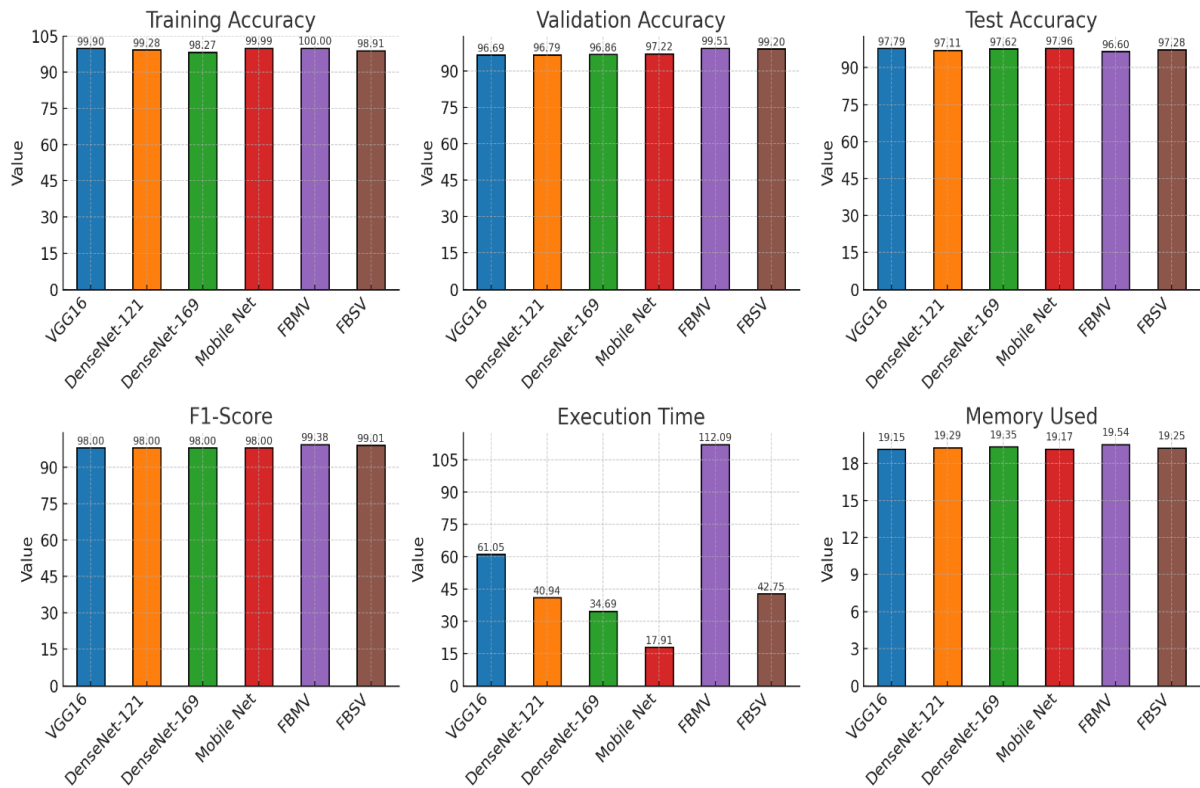 Training Accuracy
Value
105
90
75
60
45
30
15
0
99.90
99.28
98.27
99.99
100.00
98.91
VGG16
DenseNet-121
DenseNet-169
Mobile Net
FBMV
FBSV
Validation Accuracy
Value
90
75
60
45
30
15
0
96.69
96.79
96.86
97.22
99.51
99.20
VGG16
DenseNet-121
DenseNet-169
Mobile Net
FBMV
FBSV
Test Accuracy
Value
90
75
60
45
30
15
0
97.79
97.11
97.62
97.96
96.60
97.28
VGG16
DenseNet-121
DenseNet-169
Mobile Net
FBMV
FBSV
F1-Score
Value
90
75
60
45
30
15
0
98.00
98.00
98.00
98.00
99.38
99.01
VGG16
DenseNet-121
DenseNet-169
Mobile Net
FBMV
FBSV
Execution Time
Value
105
90
75
60
45
30
15
0
61.05
40.94
34.69
17.91
112.09
42.75
VGG16
DenseNet-121
DenseNet-169
Mobile Net
FBMV
FBSV
Memory Used
Value
18
15
12
9
6
3
0
19.15
19.29
19.35
19.17
19.54
19.25
VGG16
DenseNet-121
DenseNet-169
Mobile Net
FBMV
FBSV